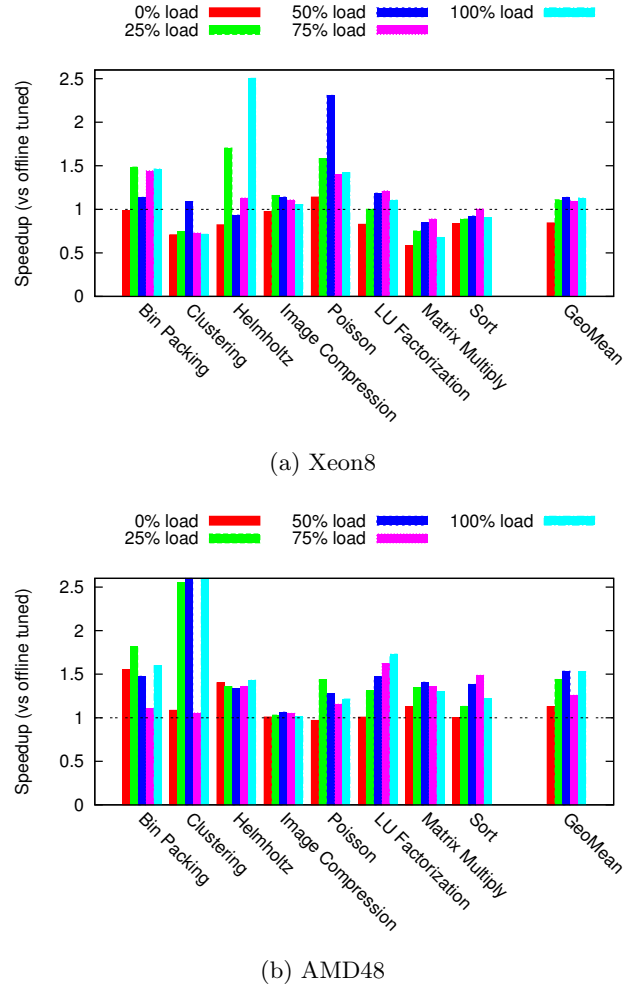 0% load 50% load 100% load
25% load 75% load
Speedup (vs offline tuned)
2.5
2
1.5
1
0.5
0
Bin Packing
Clustering
Helmholtz
Image Compression
Poisson
LU Factorization
Matrix Multiply
Sort
GeoMean
(a) Xeon8
0% load 50% load 100% load
25% load 75% load
Speedup (vs offline tuned)
2.5
2
1.5
1
0.5
0
Bin Packing
Clustering
Helmholtz
Image Compression
Poisson
LU Factorization
Matrix Multiply
Sort
GeoMean
(b) AMD48